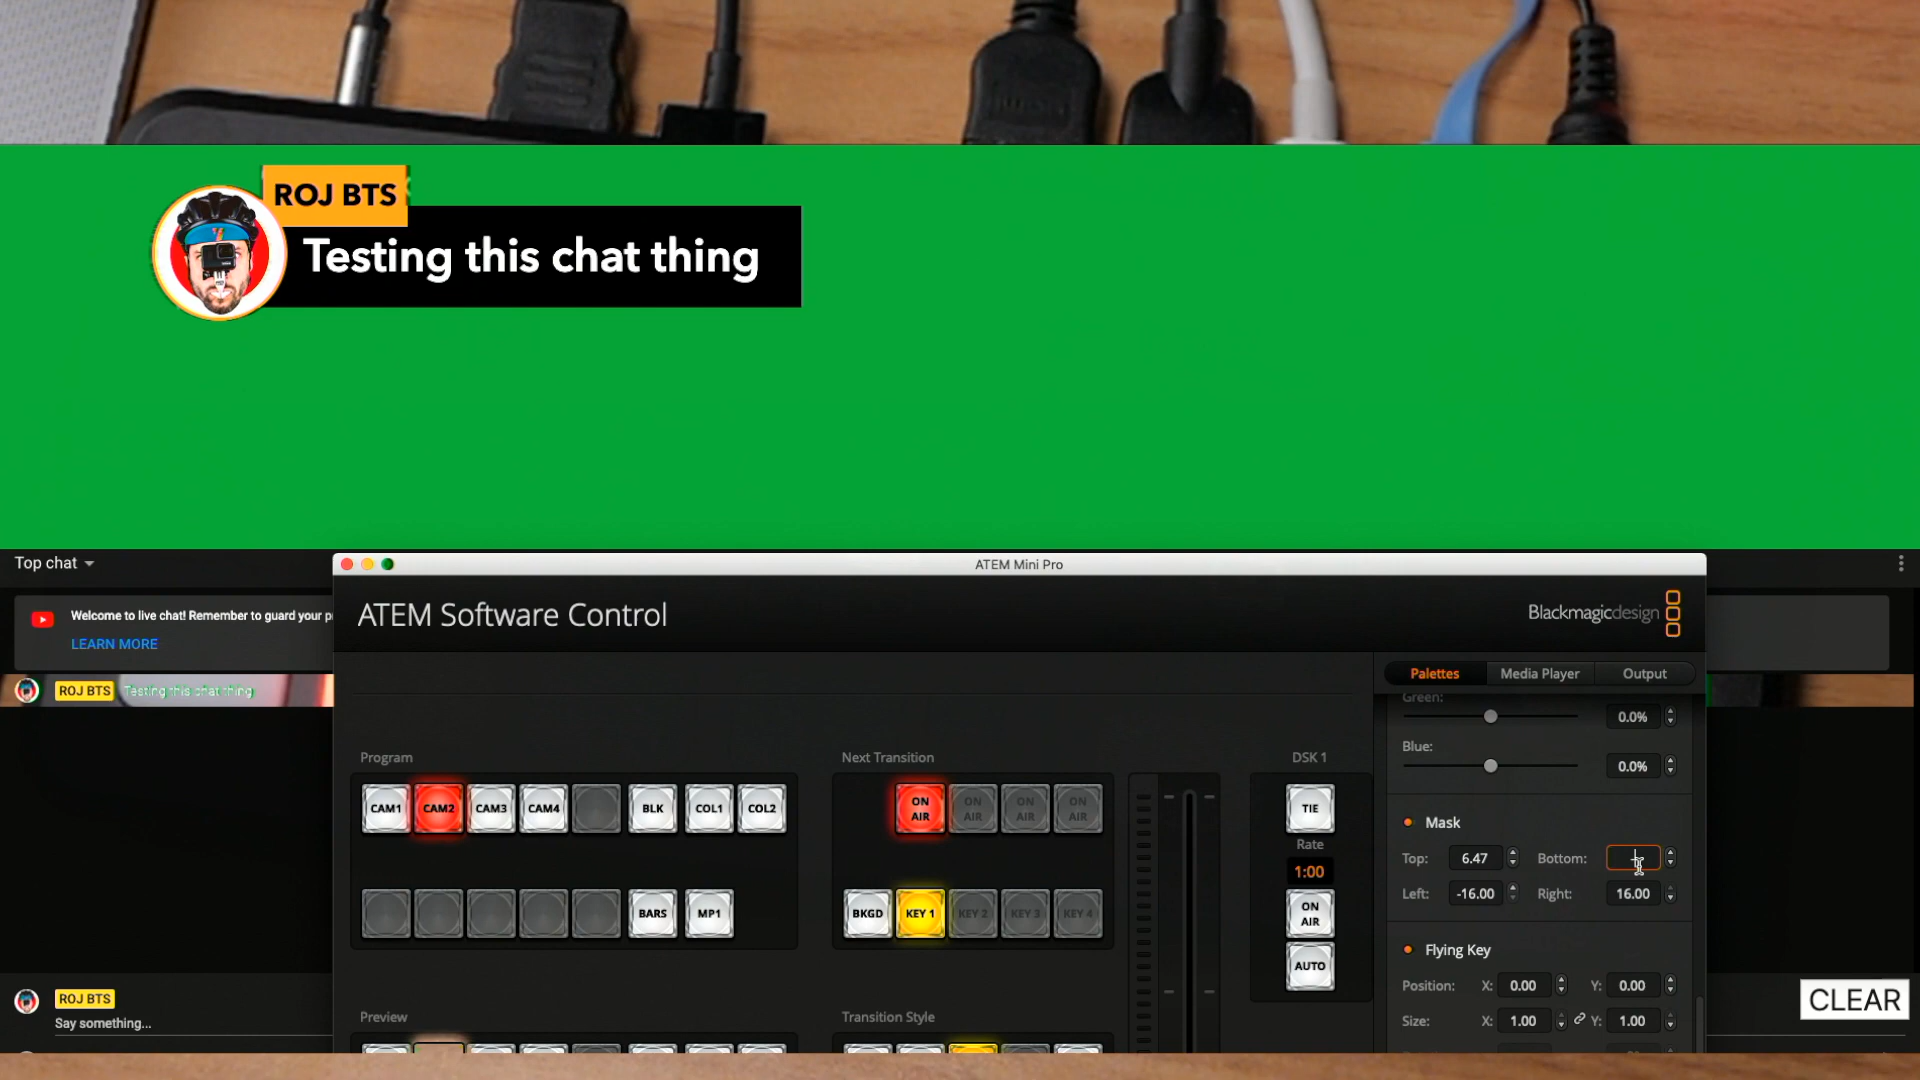 ROJ BTS
Testing this chat thing
Top chat
ATEM Mini Pro
Welcome to live chat! Remember to guard your p
LEARN MORE
ROJ BTS Testing this chat thing
ATEM Software Control
Blackmagicdesign
Palettes Media Player Output
Green: 0.0%
Blue: 0.0%
Program
Next Transition
DSK 1
CAM1 CAM2 CAM3 CAM4 BLK COL1 COL2
ON AIR ON AIR ON AIR ON AIR
TIE
Rate
1:00
Mask
Top: 6.47 Bottom:
Left: -16.00 Right: 16.00
BARS MP1
BKGD KEY 1 KEY 2 KEY 3 KEY 4
ON AIR
AUTO
Flying Key
Position: X: 0.00 Y: 0.00
Size: X: 1.00 Y: 1.00
ROJ BTS
Say something...
CLEAR
Preview
Transition Style